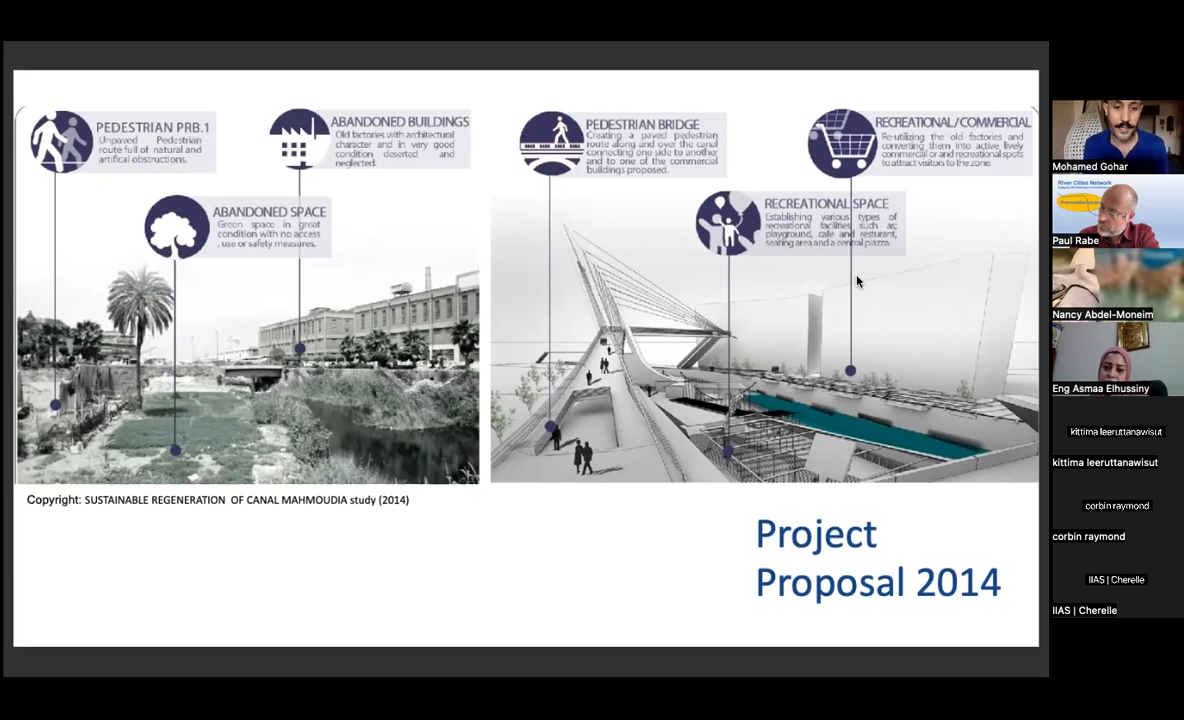 PEDESTRIAN PRB.1
Unpaved Pedestrian
route full of natural and
artifical obstructions.
ABANDONED BUILDINGS
Old factories with architectural
character and in very good
condition deserted and
neglected.
ABANDONED SPACE
Green space in great
condition with no access
, use or safety measures.
PEDESTRIAN BRIDGE
Creating a payed pedestrian
route along and over the canal
connecting one side to another
and to one of the commercial
buildings proposed.
RECREATIONAL/COMMERCIAL
Re-utilizing the old factories and
converting them into active lively
commercail or and recreational spots
to attract visitors to the zone.
RECREATIONAL SPACE
Establishing various types of
recreational facilities such as;
playground, cafe and resturant,
seating area and a central piazza.
Copyright: SUSTAINABLE REGENERATION OF CANAL MAHMOUDIA study (2014)
Project
Proposal 2014
Mohamed Gohar
River Cities Network
Paul Rabe
Nancy Abdel-Moneim
Eng Asmaa Elhussiny
kittima leeruttanawisut
kittima leeruttanawisut
corbin raymond
corbin raymond
IIAS | Cherelle
IIAS | Cherelle